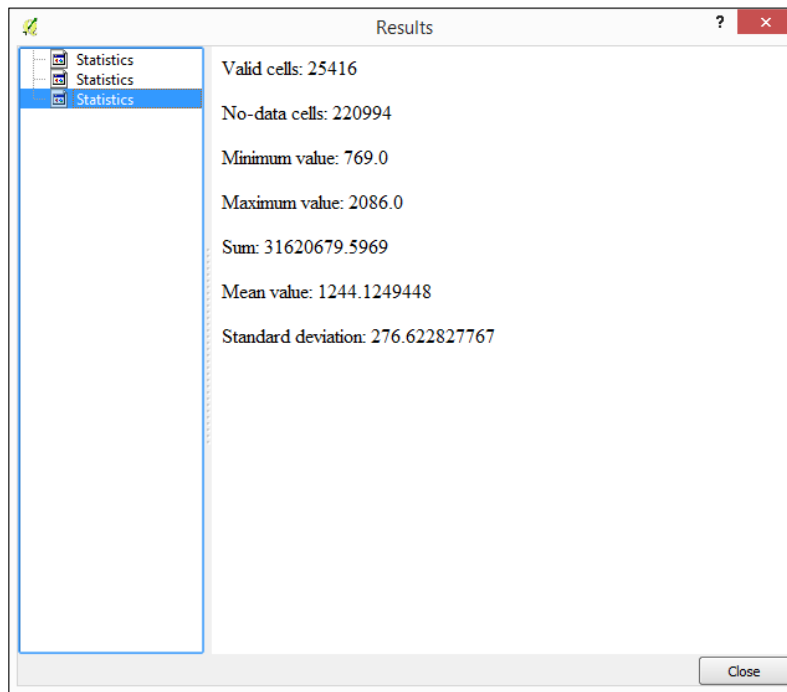 Results
?
Statistics
Statistics
Statistics
Valid cells: 25416
No-data cells: 220994
Minimum value: 769.0
Maximum value: 2086.0
Sum: 31620679.5969
Mean value: 1244.1249448
Standard deviation: 276.622827767
Close